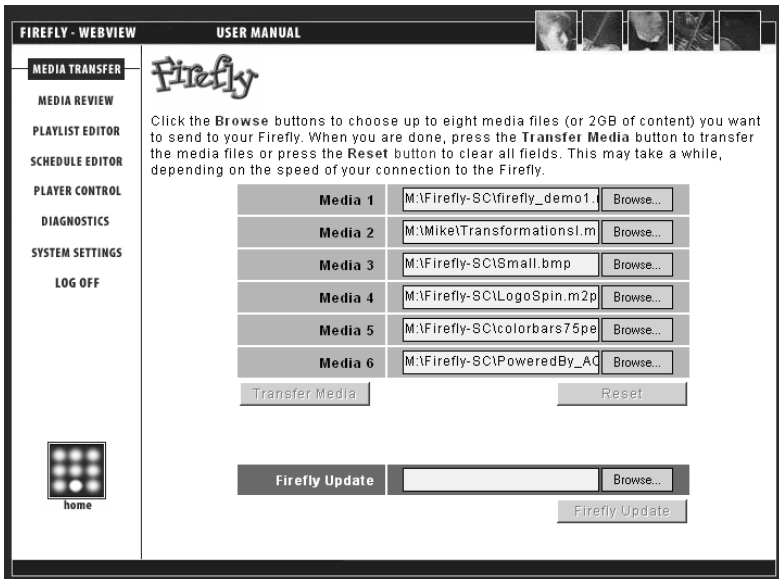 FIREFLY - WEBVIEW USER MANUAL
MEDIA TRANSFER
MEDIA REVIEW
PLAYLIST EDITOR
SCHEDULE EDITOR
PLAYER CONTROL
DIAGNOSTICS
SYSTEM SETTINGS
LOG OFF
home
Firefly
Click the Browse buttons to choose up to eight media files (or 2GB of content) you want
to send to your Firefly. When you are done, press the Transfer Media button to transfer
the media files or press the Reset button to clear all fields. This may take a while,
depending on the speed of your connection to the Firefly.
Media 1 M:\Firefly-SC\firefly_demo1. Browse...
Media 2 M:\Mike\Transformationsl.m Browse...
Media 3 M:\Firefly-SC\Small.bmp Browse...
Media 4 M:\Firefly-SC\LogoSpin.m2p Browse...
Media 5 M:\Firefly-SC\colorbars75pe Browse...
Media 6 M:\Firefly-SC\PoweredBy_AC Browse...
Transfer Media Reset
Firefly Update Browse...
Firefly Update